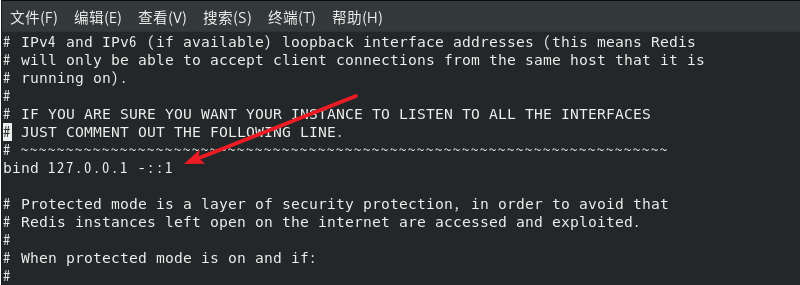 文件(F) 编辑(E) 查看(V) 搜索(S) 终端(T) 帮助(H)
# IPv4 and IPv6 (if available) loopback interface addresses (this means Redis
# will only be able to accept client connections from the same host that it is
# running on).
#
# IF YOU ARE SURE YOU WANT YOUR INSTANCE TO LISTEN TO ALL THE INTERFACES
# JUST COMMENT OUT THE FOLLOWING LINE.
# ~~~~~~~~~~~~~~~~~~~~~~~~~~~~~~~~~~~~~~~~~~~~~~~~~~~~~~~~~~~~~~~~~~~~~~~~
bind 127.0.0.1 -::1
# Protected mode is a layer of security protection, in order to avoid that
# Redis instances left open on the internet are accessed and exploited.
#
# When protected mode is on and if:
#